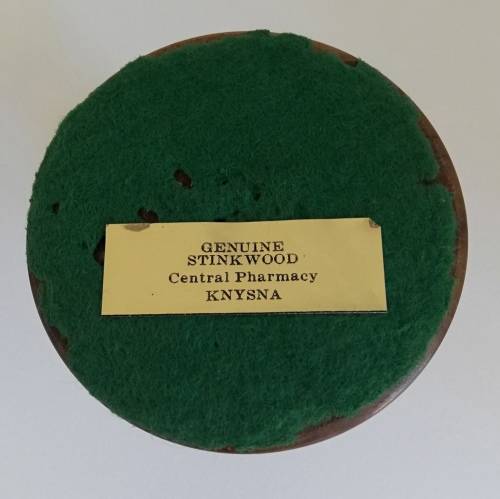 GENUINE
STINKWOOD
Central Pharmacy
KNYSNA